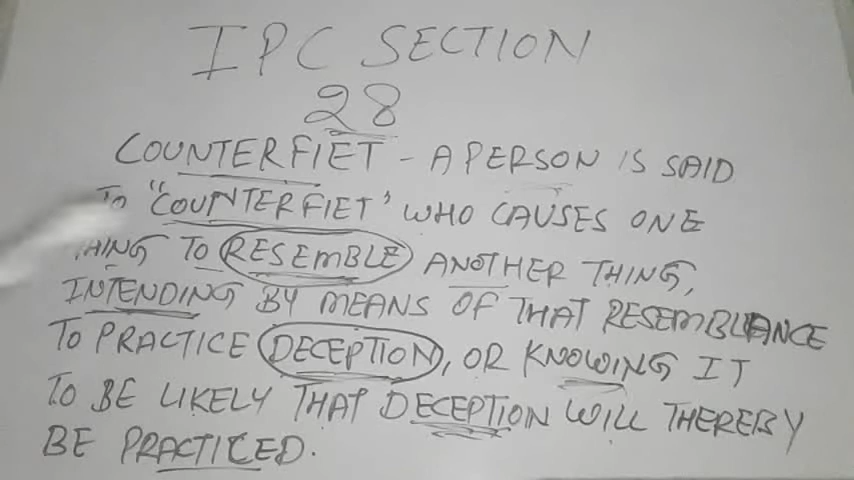 IPC SECTION
28
COUNTERFIET - A PERSON IS SAID
TO "COUNTERFIET' WHO CAUSES ONE
THING TO RESEMBLE ANOTHER THING,
INTENDING BY MEANS OF THAT RESEMBLANCE
TO PRACTICE DECEPTION, OR KNOWING IT
TO BE LIKELY THAT DECEPTION WILL THEREBY
BE PRACTICED.